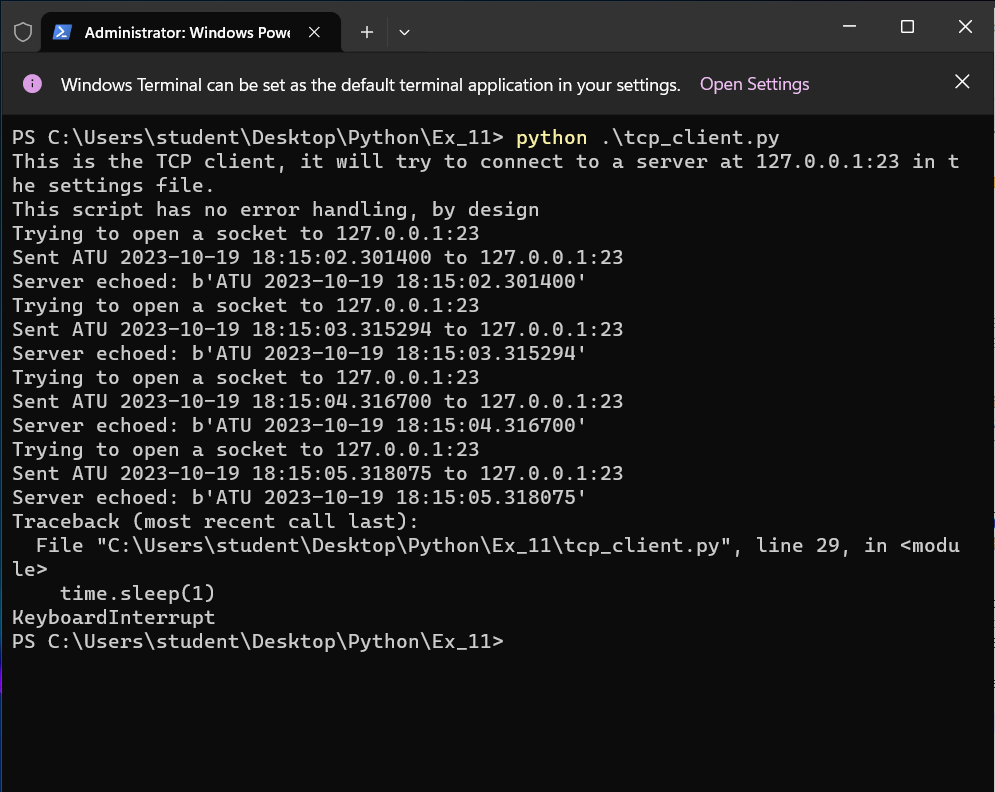 Administrator: Windows Powe
Windows Terminal can be set as the default terminal application in your settings. Open Settings
PS C:\Users\student\Desktop\Python\Ex_11> python .\tcp_client.py
This is the TCP client, it will try to connect to a server at 127.0.0.1:23 in t
he settings file.
This script has no error handling, by design
Trying to open a socket to 127.0.0.1:23
Sent ATU 2023-10-19 18:15:02.301400 to 127.0.0.1:23
Server echoed: b'ATU 2023-10-19 18:15:02.301400'
Trying to open a socket to 127.0.0.1:23
Sent ATU 2023-10-19 18:15:03.315294 to 127.0.0.1:23
Server echoed: b'ATU 2023-10-19 18:15:03.315294'
Trying to open a socket to 127.0.0.1:23
Sent ATU 2023-10-19 18:15:04.316700 to 127.0.0.1:23
Server echoed: b'ATU 2023-10-19 18:15:04.316700'
Trying to open a socket to 127.0.0.1:23
Sent ATU 2023-10-19 18:15:05.318075 to 127.0.0.1:23
Server echoed: b'ATU 2023-10-19 18:15:05.318075'
Traceback (most recent call last):
  File "C:\Users\student\Desktop\Python\Ex_11\tcp_client.py", line 29, in <modu
le>
    time.sleep(1)
KeyboardInterrupt
PS C:\Users\student\Desktop\Python\Ex_11>